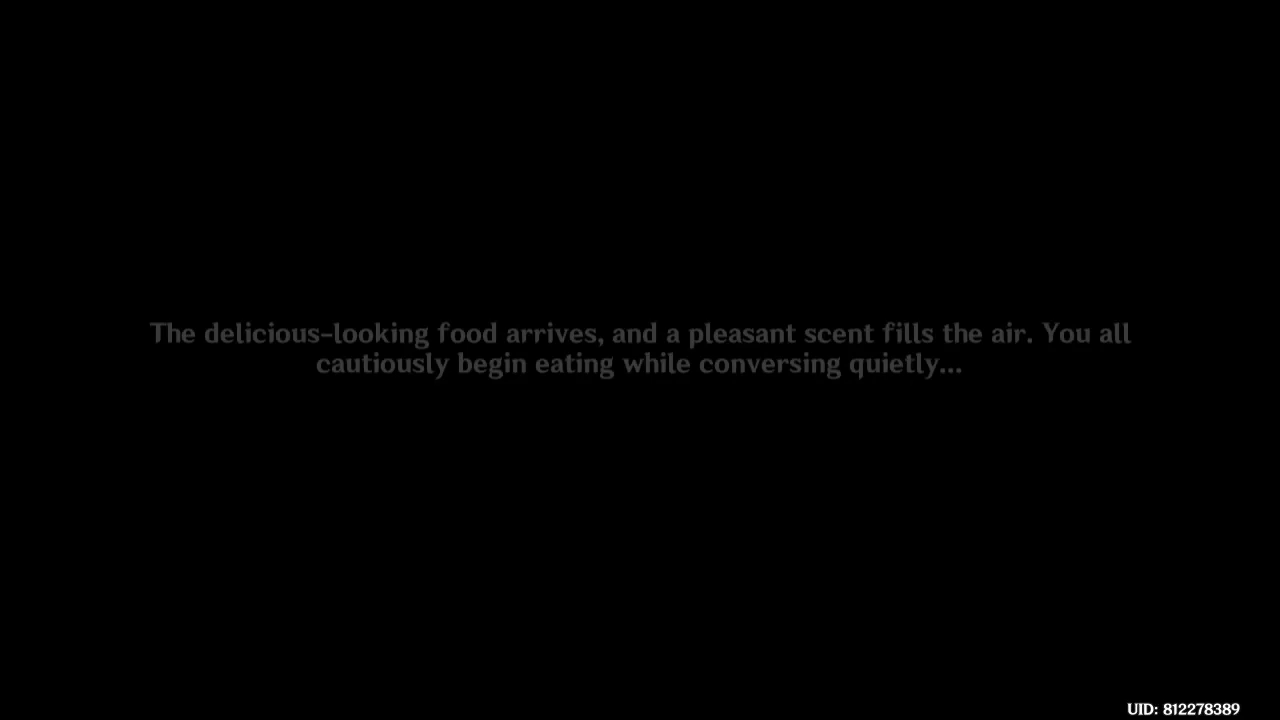 The delicious-looking food arrives, and a pleasant scent fills the air. You all
cautiously begin eating while conversing quietly...
UID: 812278389